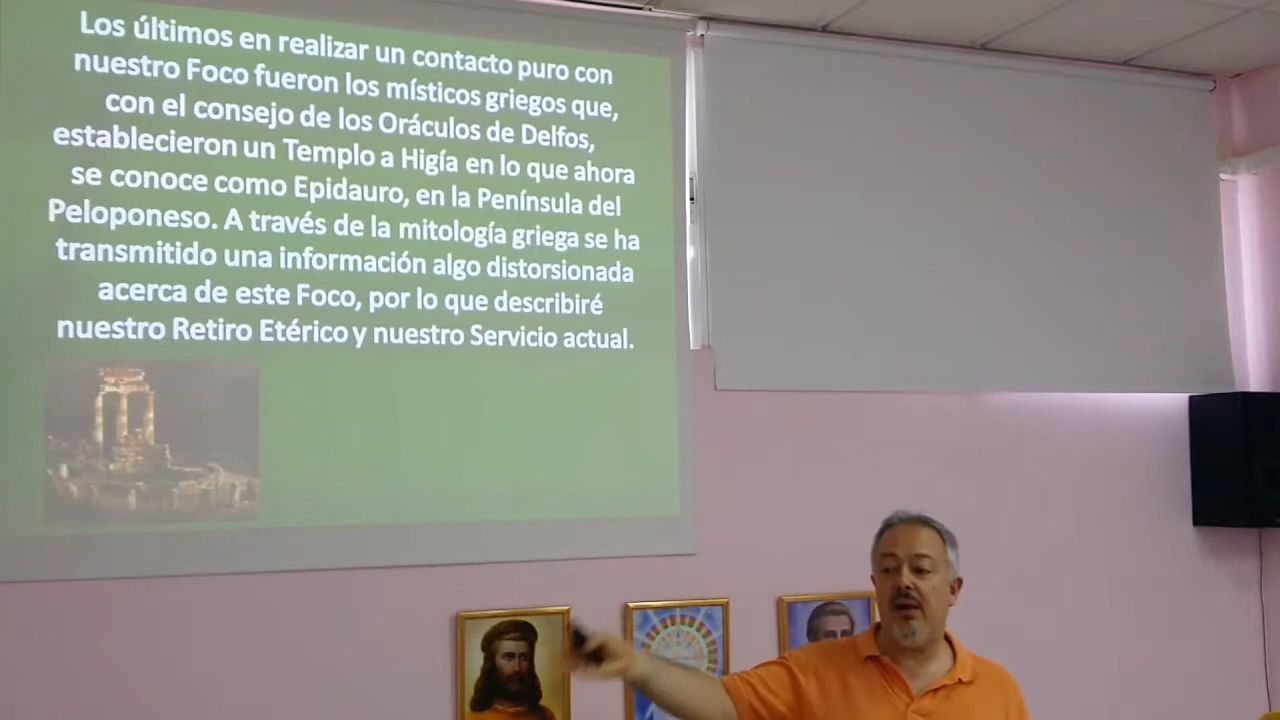 Los últimos en realizar un contacto puro con
nuestro Foco fueron los místicos griegos que,
con el consejo de los Oráculos de Delfos,
establecieron un Templo a Higía en lo que ahora
se conoce como Epidauro, en la Península del
Peloponeso. A través de la mitología griega se ha
transmitido una información algo distorsionada
acerca de este Foco, por lo que describiré
nuestro Retiro Etérico y nuestro Servicio actual.